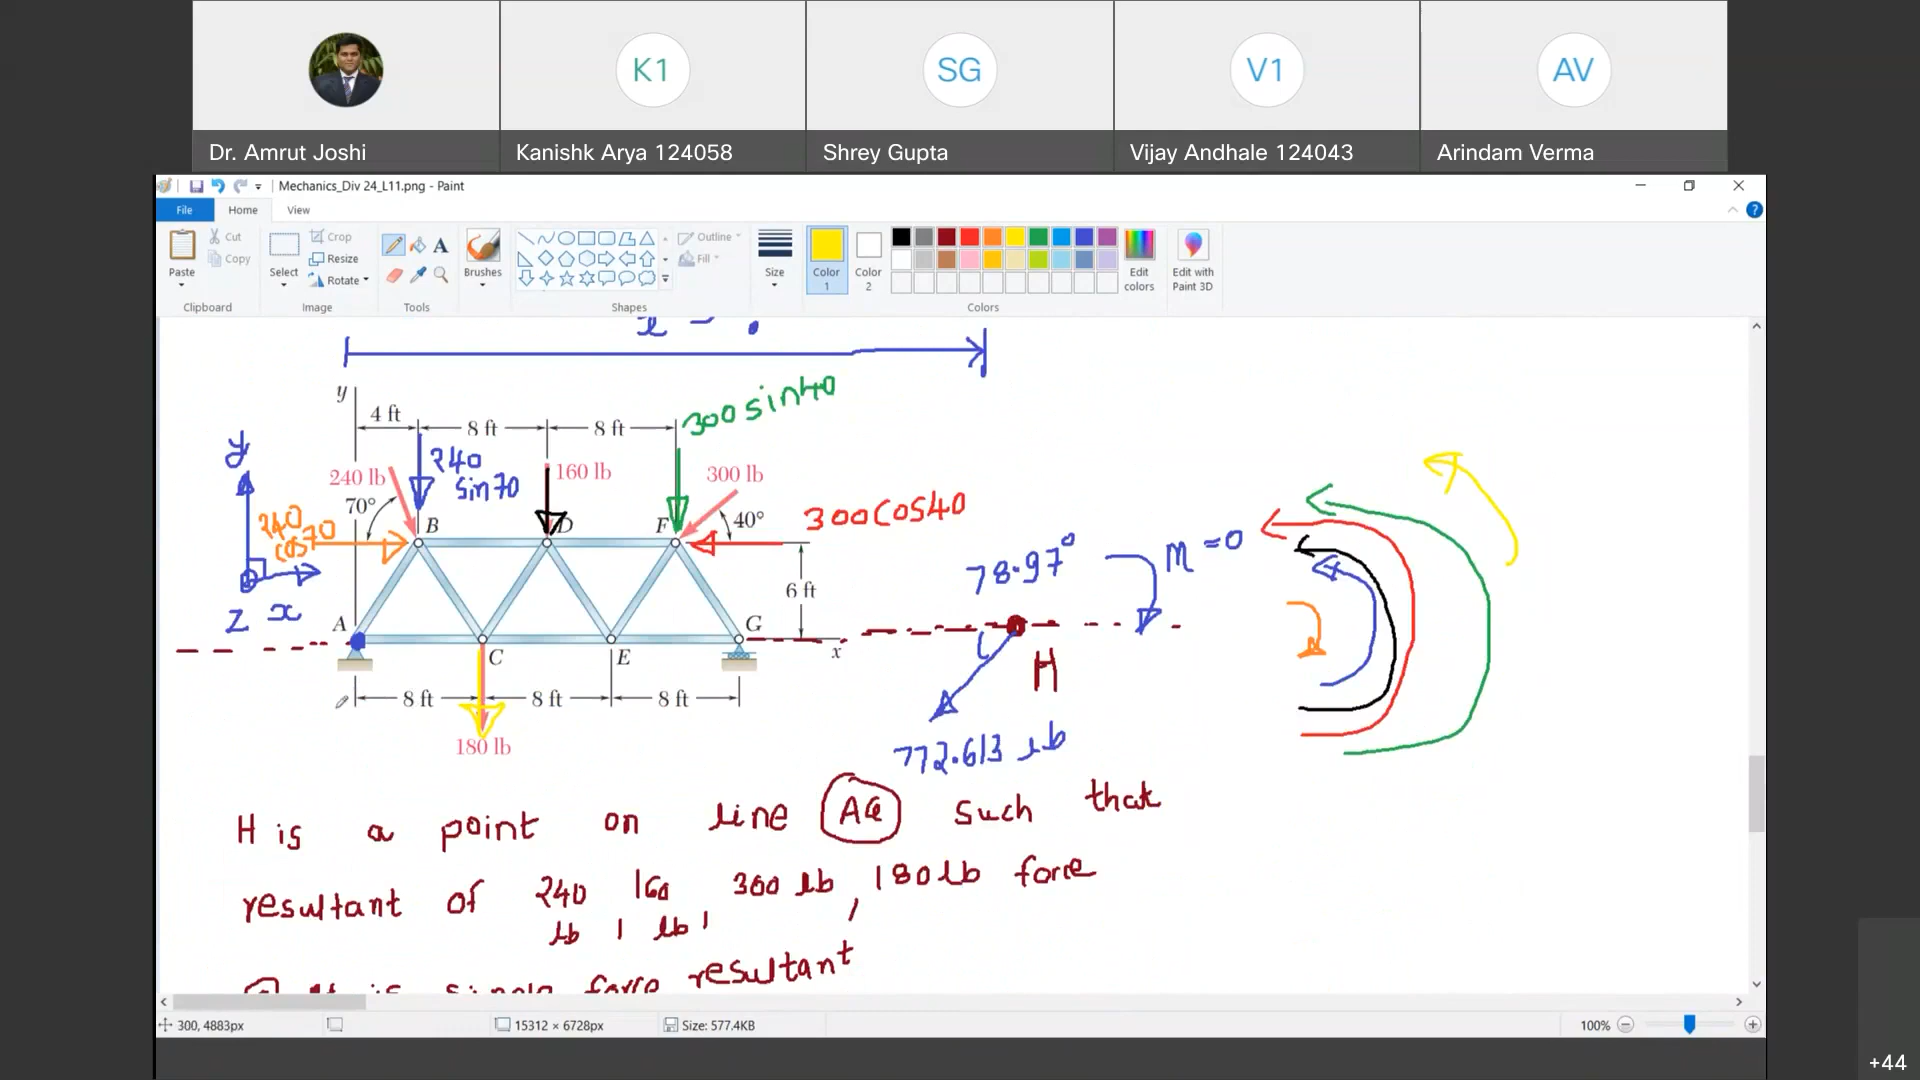 K1
SG
V1
AV
Dr. Amrut Joshi
Kanishk Arya 124058
Shrey Gupta
Vijay Andhale 124043
Arindam Verma
Mechanics_Div 24_L11.png - Paint
File
Home
View
Paste
Cut
Copy
Clipboard
Select
Crop
Resize
Rotate
Image
A
Tools
Brushes
Outline
Fill
Shapes
Size
Color 1
Color 2
Edit colors
Edit with Paint 3D
Colors
y
4 ft
8 ft
8 ft
300 sin40
y
240 lb
240 sin70
160 lb
300 lb
70°
240 cos70
B
D
F
40°
300 cos40
78.97°
M = 0
6 ft
z
x
A
G
x
C
E
H
8 ft
8 ft
8 ft
180 lb
772.613 lb
H is a point on line AG such that
resultant of 240 lb, 160 lb, 300 lb, 180 lb force
single force resultant
300, 4883px
15312 × 6728px
Size: 577.4KB
100%
+44